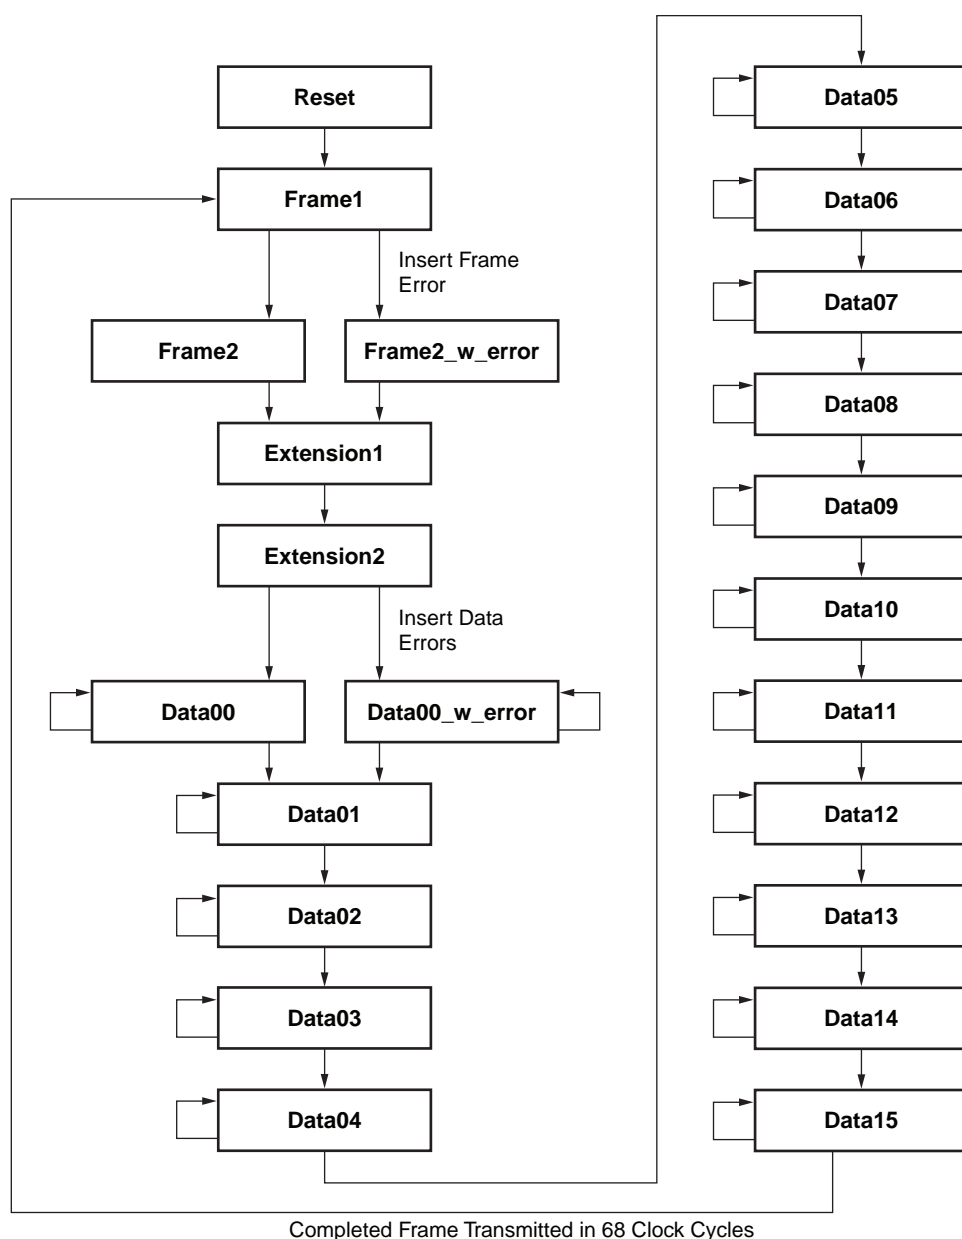 Reset
Frame1
Insert Frame
Error
Frame2
Frame2_w_error
Extension1
Extension2
Insert Data
Errors
Data00
Data00_w_error
Data01
Data02
Data03
Data04
Data05
Data06
Data07
Data08
Data09
Data10
Data11
Data12
Data13
Data14
Data15
Completed Frame Transmitted in 68 Clock Cycles